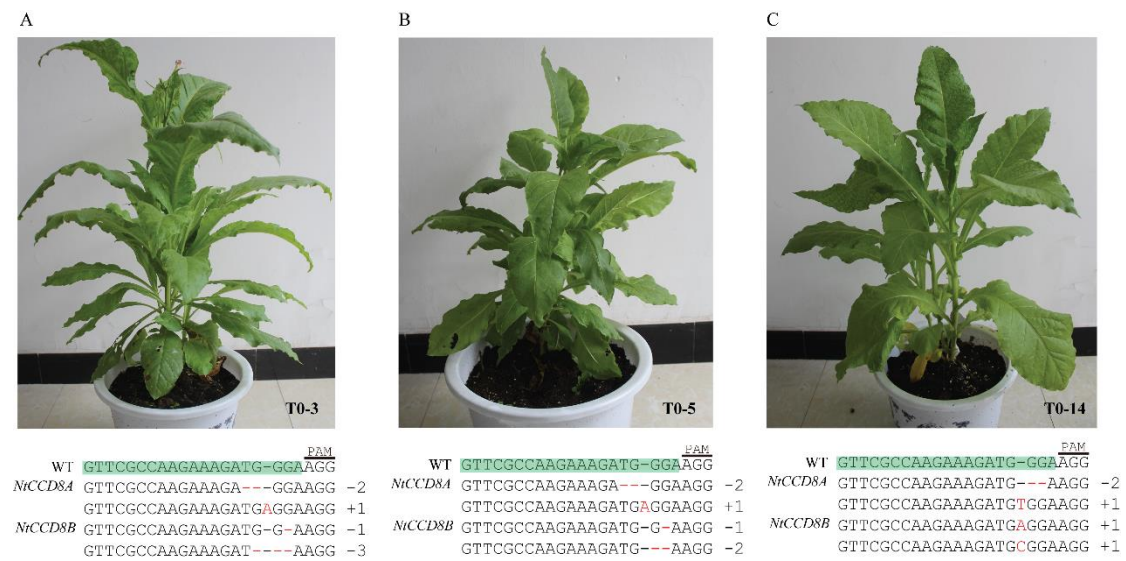 A
B
C
T0-3
T0-5
T0-14
PAM
WT GTTCGCCAAGAAAGATG-GGAAGG
NtCCD8A GTTCGCCAAGAAAGA---GGAAGG -2
GTTCGCCAAGAAAGATGAGGAAGG +1
NtCCD8B GTTCGCCAAGAAAGATG-G-AAGG -1
GTTCGCCAAGAAAGAT----AAGG -3
PAM
WT GTTCGCCAAGAAAGATG-GGAAGG
NtCCD8A GTTCGCCAAGAAAGA---GGAAGG -2
GTTCGCCAAGAAAGATGAGGAAGG +1
NtCCD8B GTTCGCCAAGAAAGATG-G-AAGG -1
GTTCGCCAAGAAAGATG---AAGG -2
PAM
WT GTTCGCCAAGAAAGATG-GGAAGG
NtCCD8A GTTCGCCAAGAAAGATG---AAGG -2
GTTCGCCAAGAAAGATGTGGAAGG +1
NtCCD8B GTTCGCCAAGAAAGATGAGGAAGG +1
GTTCGCCAAGAAAGATGCGGAAGG +1